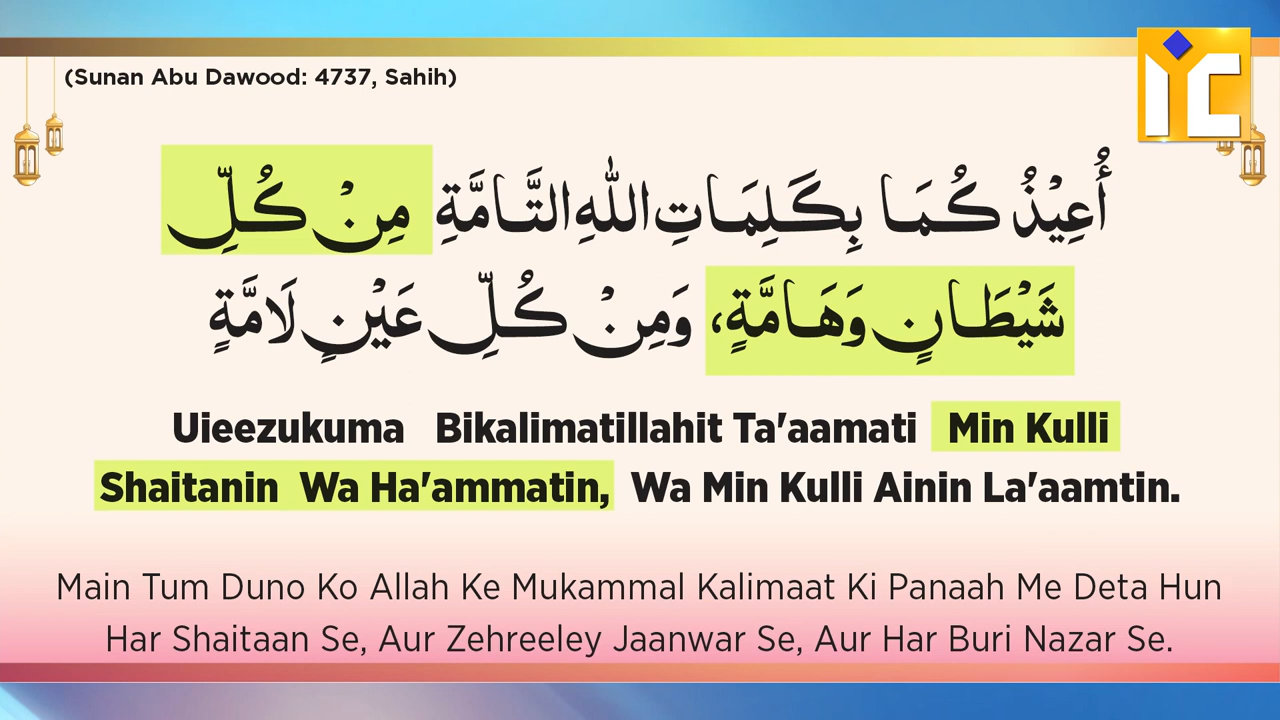 (Sunan Abu Dawood: 4737, Sahih)
IYC
أُعِيْذُ كُمَا بِكَلِمَاتِ اللهِ التَّامَّةِ مِنْ كُلِّ
شَيْطَانٍ وَهَامَّةٍ، وَمِنْ كُلِّ عَيْنٍ لَامَّةٍ
Uieezukuma Bikalimatillahit Ta'aamati Min Kulli
Shaitanin Wa Ha'ammatin, Wa Min Kulli Ainin La'aamtin.
Main Tum Duno Ko Allah Ke Mukammal Kalimaat Ki Panaah Me Deta Hun
Har Shaitaan Se, Aur Zehreeley Jaanwar Se, Aur Har Buri Nazar Se.